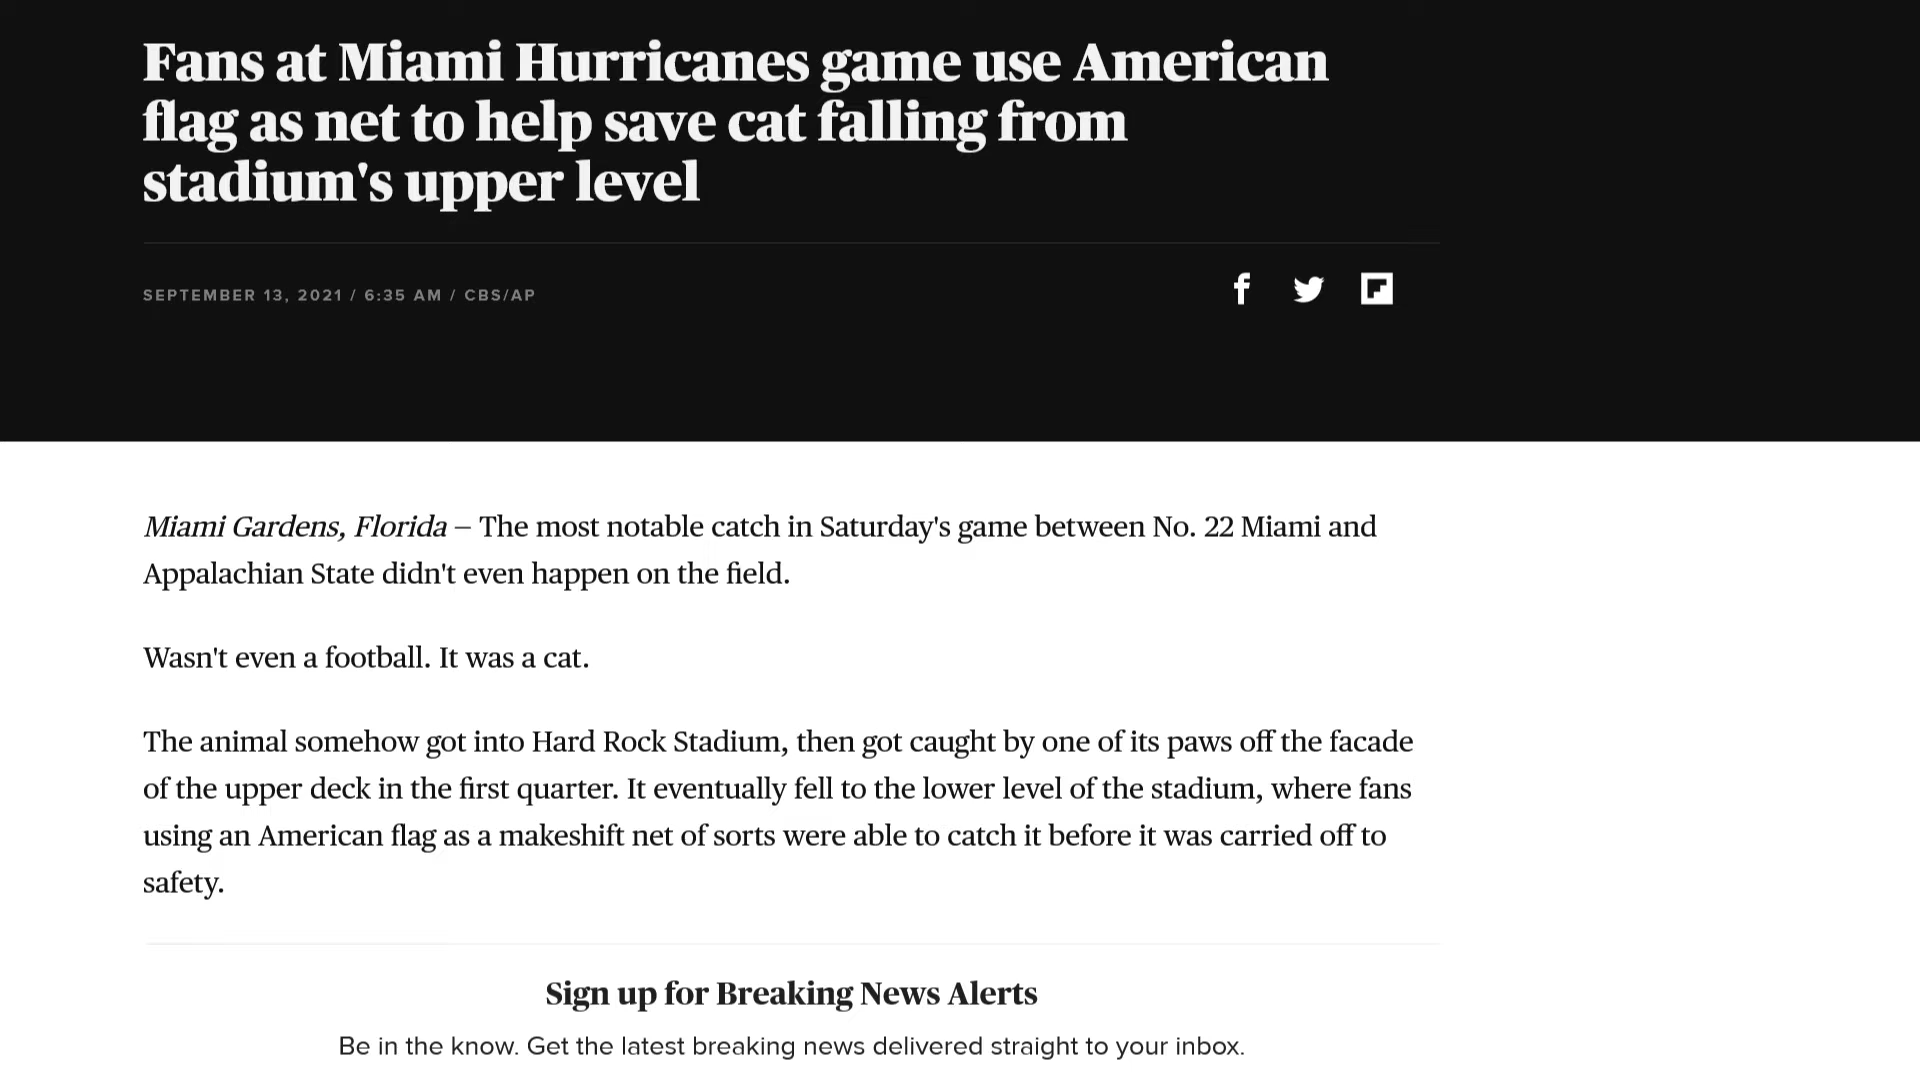 Fans at Miami Hurricanes game use American
flag as net to help save cat falling from
stadium's upper level
SEPTEMBER 13, 2021 / 6:35 AM / CBS/AP
Miami Gardens, Florida — The most notable catch in Saturday's game between No. 22 Miami and
Appalachian State didn't even happen on the field.
Wasn't even a football. It was a cat.
The animal somehow got into Hard Rock Stadium, then got caught by one of its paws off the facade
of the upper deck in the first quarter. It eventually fell to the lower level of the stadium, where fans
using an American flag as a makeshift net of sorts were able to catch it before it was carried off to
safety.
Sign up for Breaking News Alerts
Be in the know. Get the latest breaking news delivered straight to your inbox.